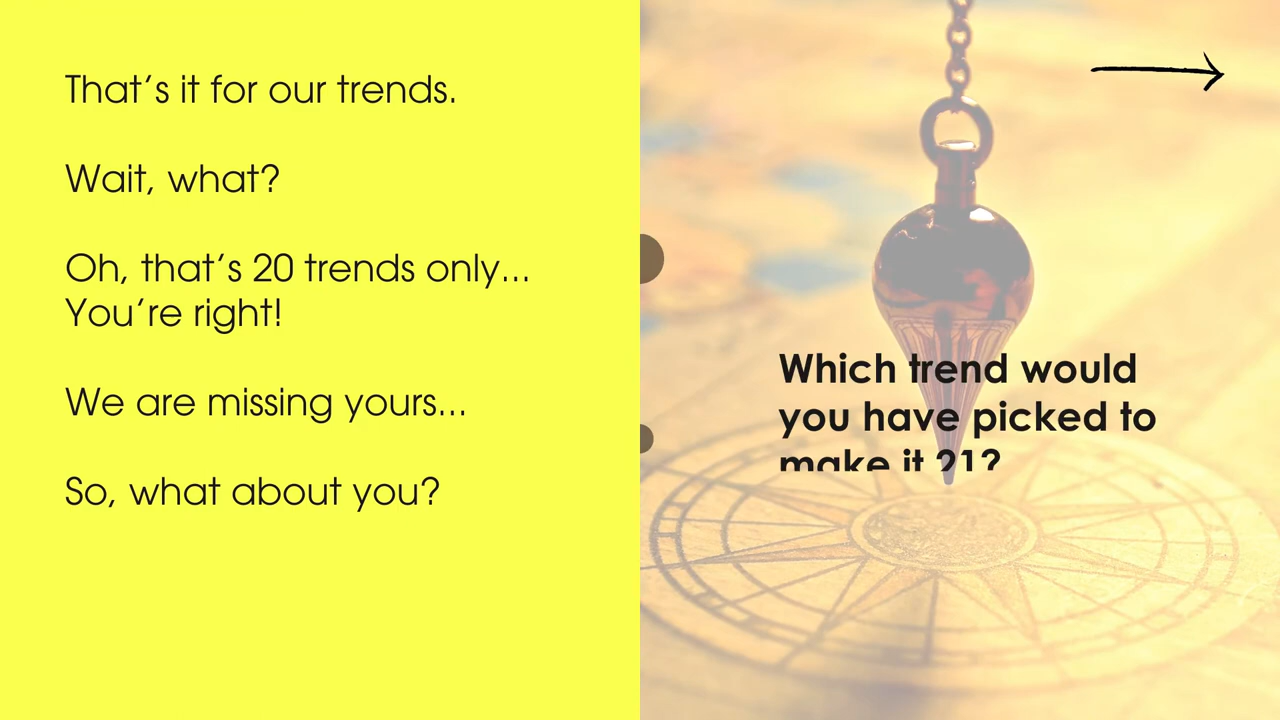 That's it for our trends.
Wait, what?
Oh, that's 20 trends only...
You're right!
We are missing yours...
So, what about you?
Which trend would
you have picked to
make it 21?